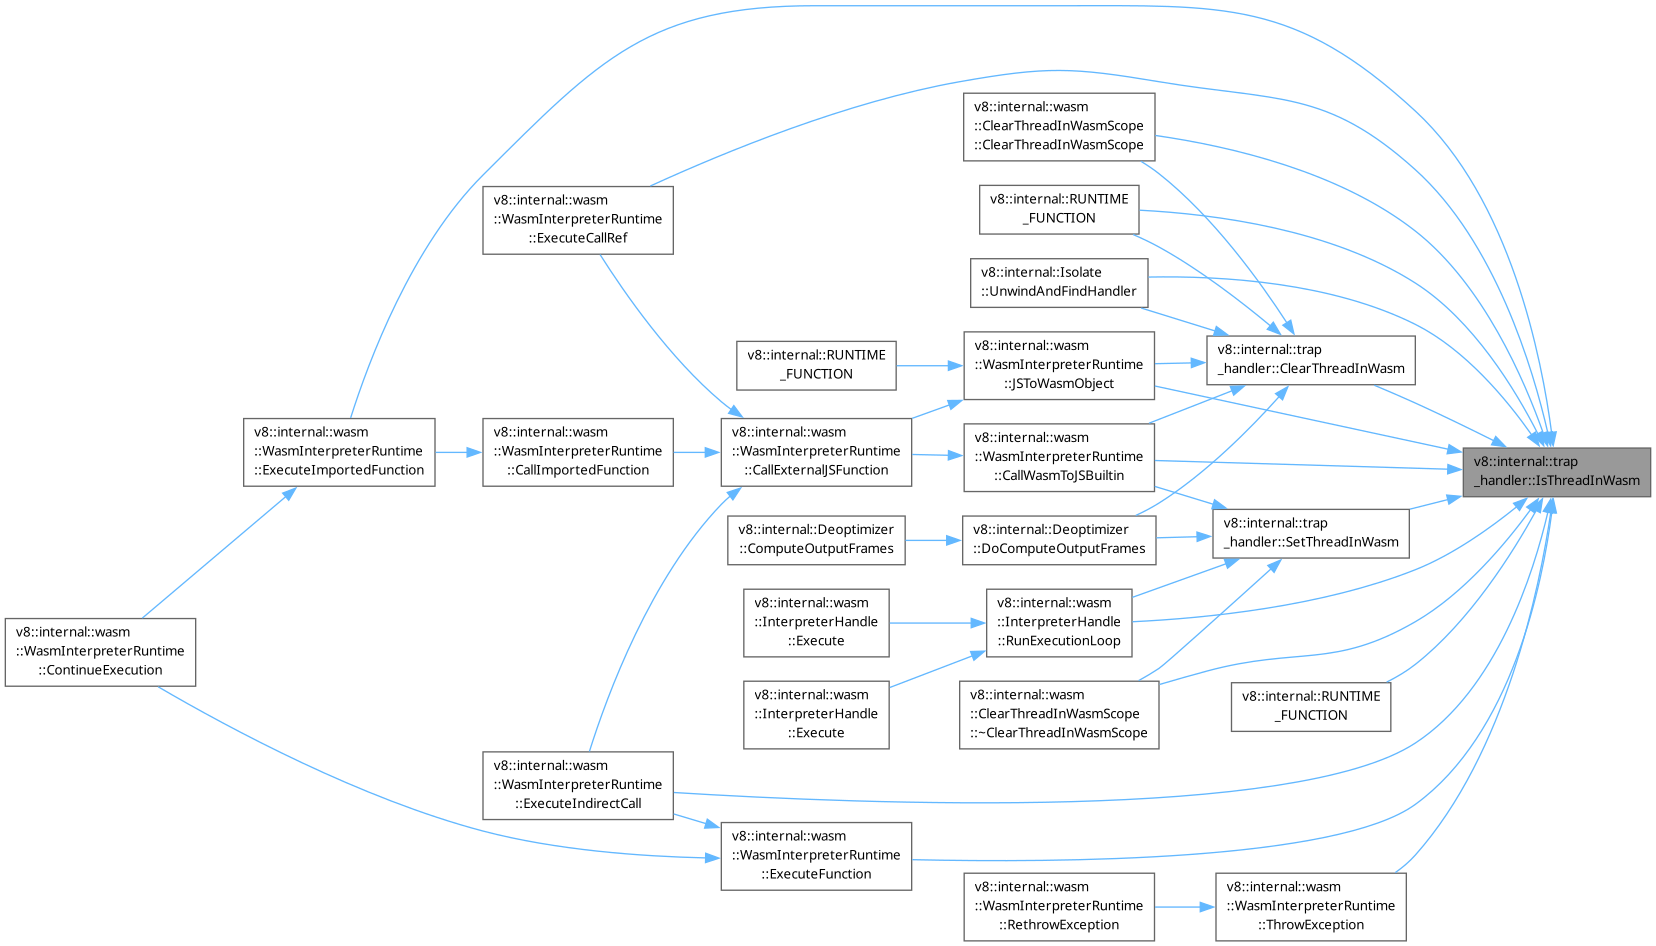 v8::internal::wasm
::ClearThreadInWasmScope
::ClearThreadInWasmScope
v8::internal::wasm
::WasmInterpreterRuntime
::ExecuteCallRef
v8::internal::RUNTIME
_FUNCTION
v8::internal::Isolate
::UnwindAndFindHandler
v8::internal::RUNTIME
_FUNCTION
v8::internal::wasm
::WasmInterpreterRuntime
::JSToWasmObject
v8::internal::trap
_handler::ClearThreadInWasm
v8::internal::wasm
::WasmInterpreterRuntime
::ExecuteImportedFunction
v8::internal::wasm
::WasmInterpreterRuntime
::CallImportedFunction
v8::internal::wasm
::WasmInterpreterRuntime
::CallExternalJSFunction
v8::internal::wasm
::WasmInterpreterRuntime
::CallWasmToJSBuiltin
v8::internal::trap
_handler::IsThreadInWasm
v8::internal::Deoptimizer
::ComputeOutputFrames
v8::internal::Deoptimizer
::DoComputeOutputFrames
v8::internal::trap
_handler::SetThreadInWasm
v8::internal::wasm
::WasmInterpreterRuntime
::ContinueExecution
v8::internal::wasm
::InterpreterHandle
::Execute
v8::internal::wasm
::InterpreterHandle
::RunExecutionLoop
v8::internal::wasm
::InterpreterHandle
::Execute
v8::internal::wasm
::ClearThreadInWasmScope
::~ClearThreadInWasmScope
v8::internal::RUNTIME
_FUNCTION
v8::internal::wasm
::WasmInterpreterRuntime
::ExecuteIndirectCall
v8::internal::wasm
::WasmInterpreterRuntime
::ExecuteFunction
v8::internal::wasm
::WasmInterpreterRuntime
::RethrowException
v8::internal::wasm
::WasmInterpreterRuntime
::ThrowException